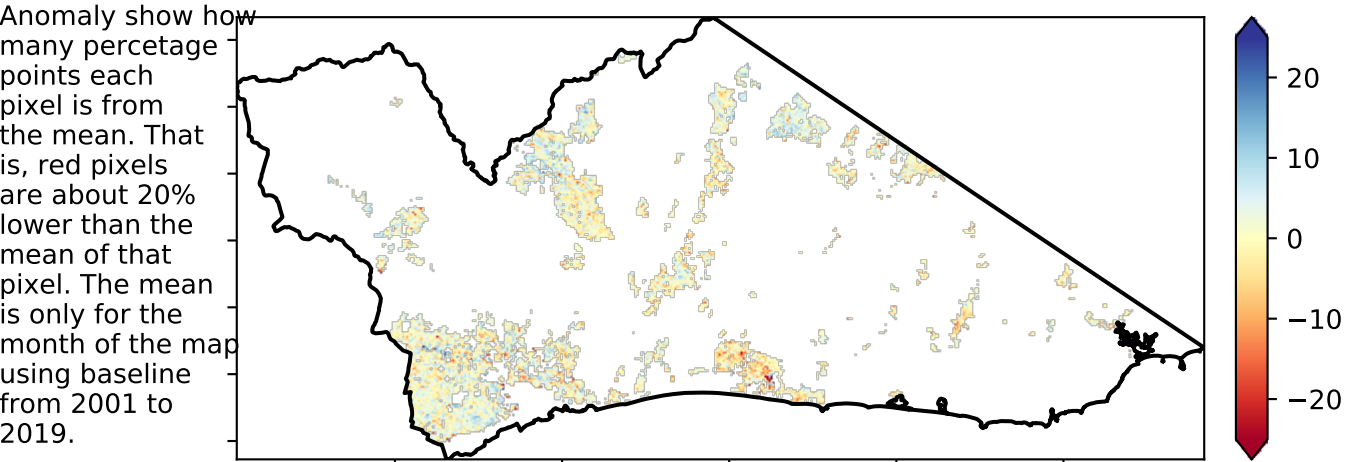 Anomaly show how
many percetage
points each
pixel is from
the mean. That
is, red pixels
are about 20%
lower than the
mean of that
pixel. The mean
is only for the
month of the map
using baseline
from 2001 to
2019.
20
10
0
−10
−20